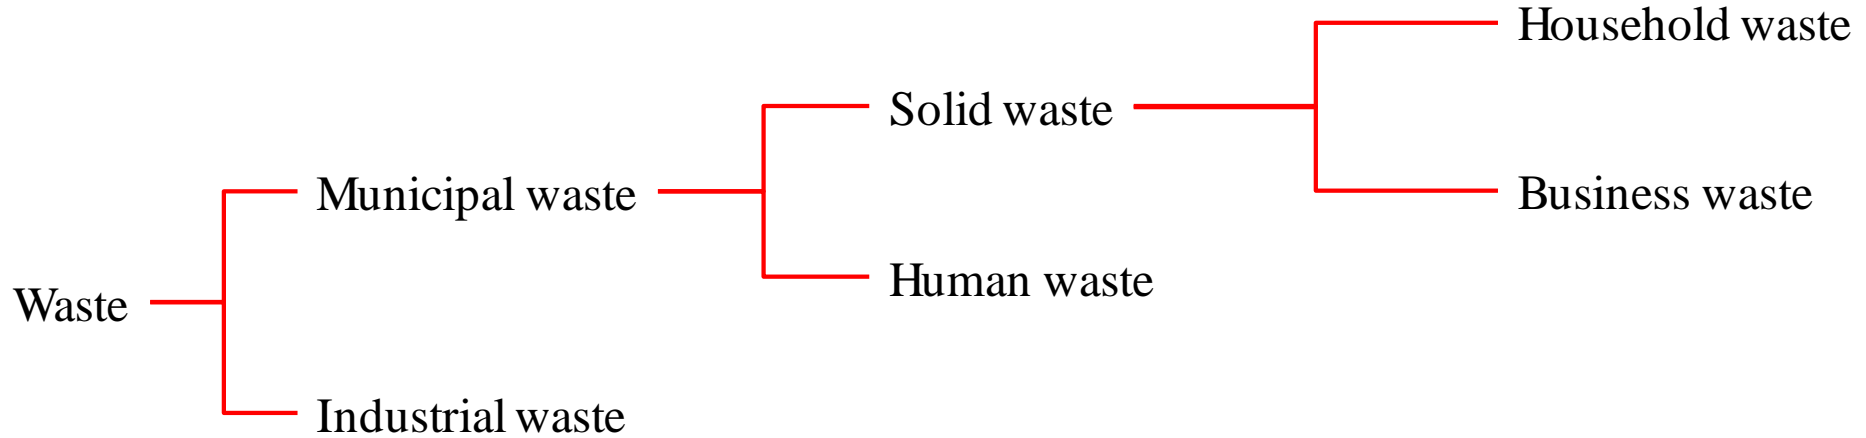 Household waste
Solid waste
Business waste
Municipal waste
Human waste
Waste
Industrial waste